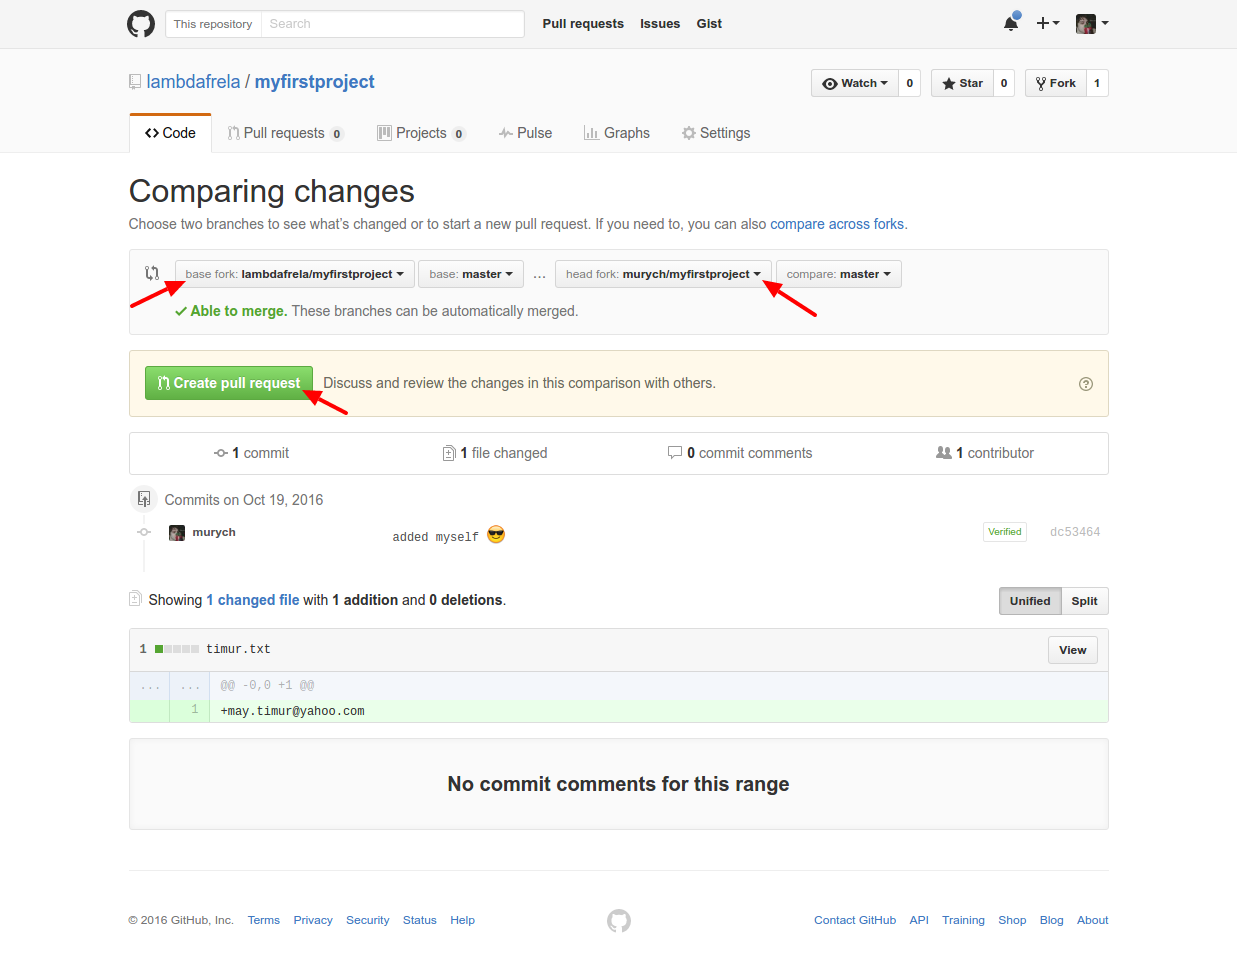 This repository Search Pull requests Issues Gist
lambdafrela / myfirstproject Watch 0 Star 0 Fork 1
Code Pull requests 0 Projects 0 Pulse Graphs Settings
Comparing changes
Choose two branches to see what's changed or to start a new pull request. If you need to, you can also compare across forks.
base fork: lambdafrela/myfirstproject base: master ... head fork: murych/myfirstproject compare: master
Able to merge. These branches can be automatically merged.
Create pull request Discuss and review the changes in this comparison with others.
1 commit 1 file changed 0 commit comments 1 contributor
Commits on Oct 19, 2016
murych added myself 😎 Verified dc53464
Showing 1 changed file with 1 addition and 0 deletions. Unified Split
1 timur.txt View
... ... @@ -0,0 +1 @@
1 +may.timur@yahoo.com
No commit comments for this range
© 2016 GitHub, Inc. Terms Privacy Security Status Help Contact GitHub API Training Shop Blog About